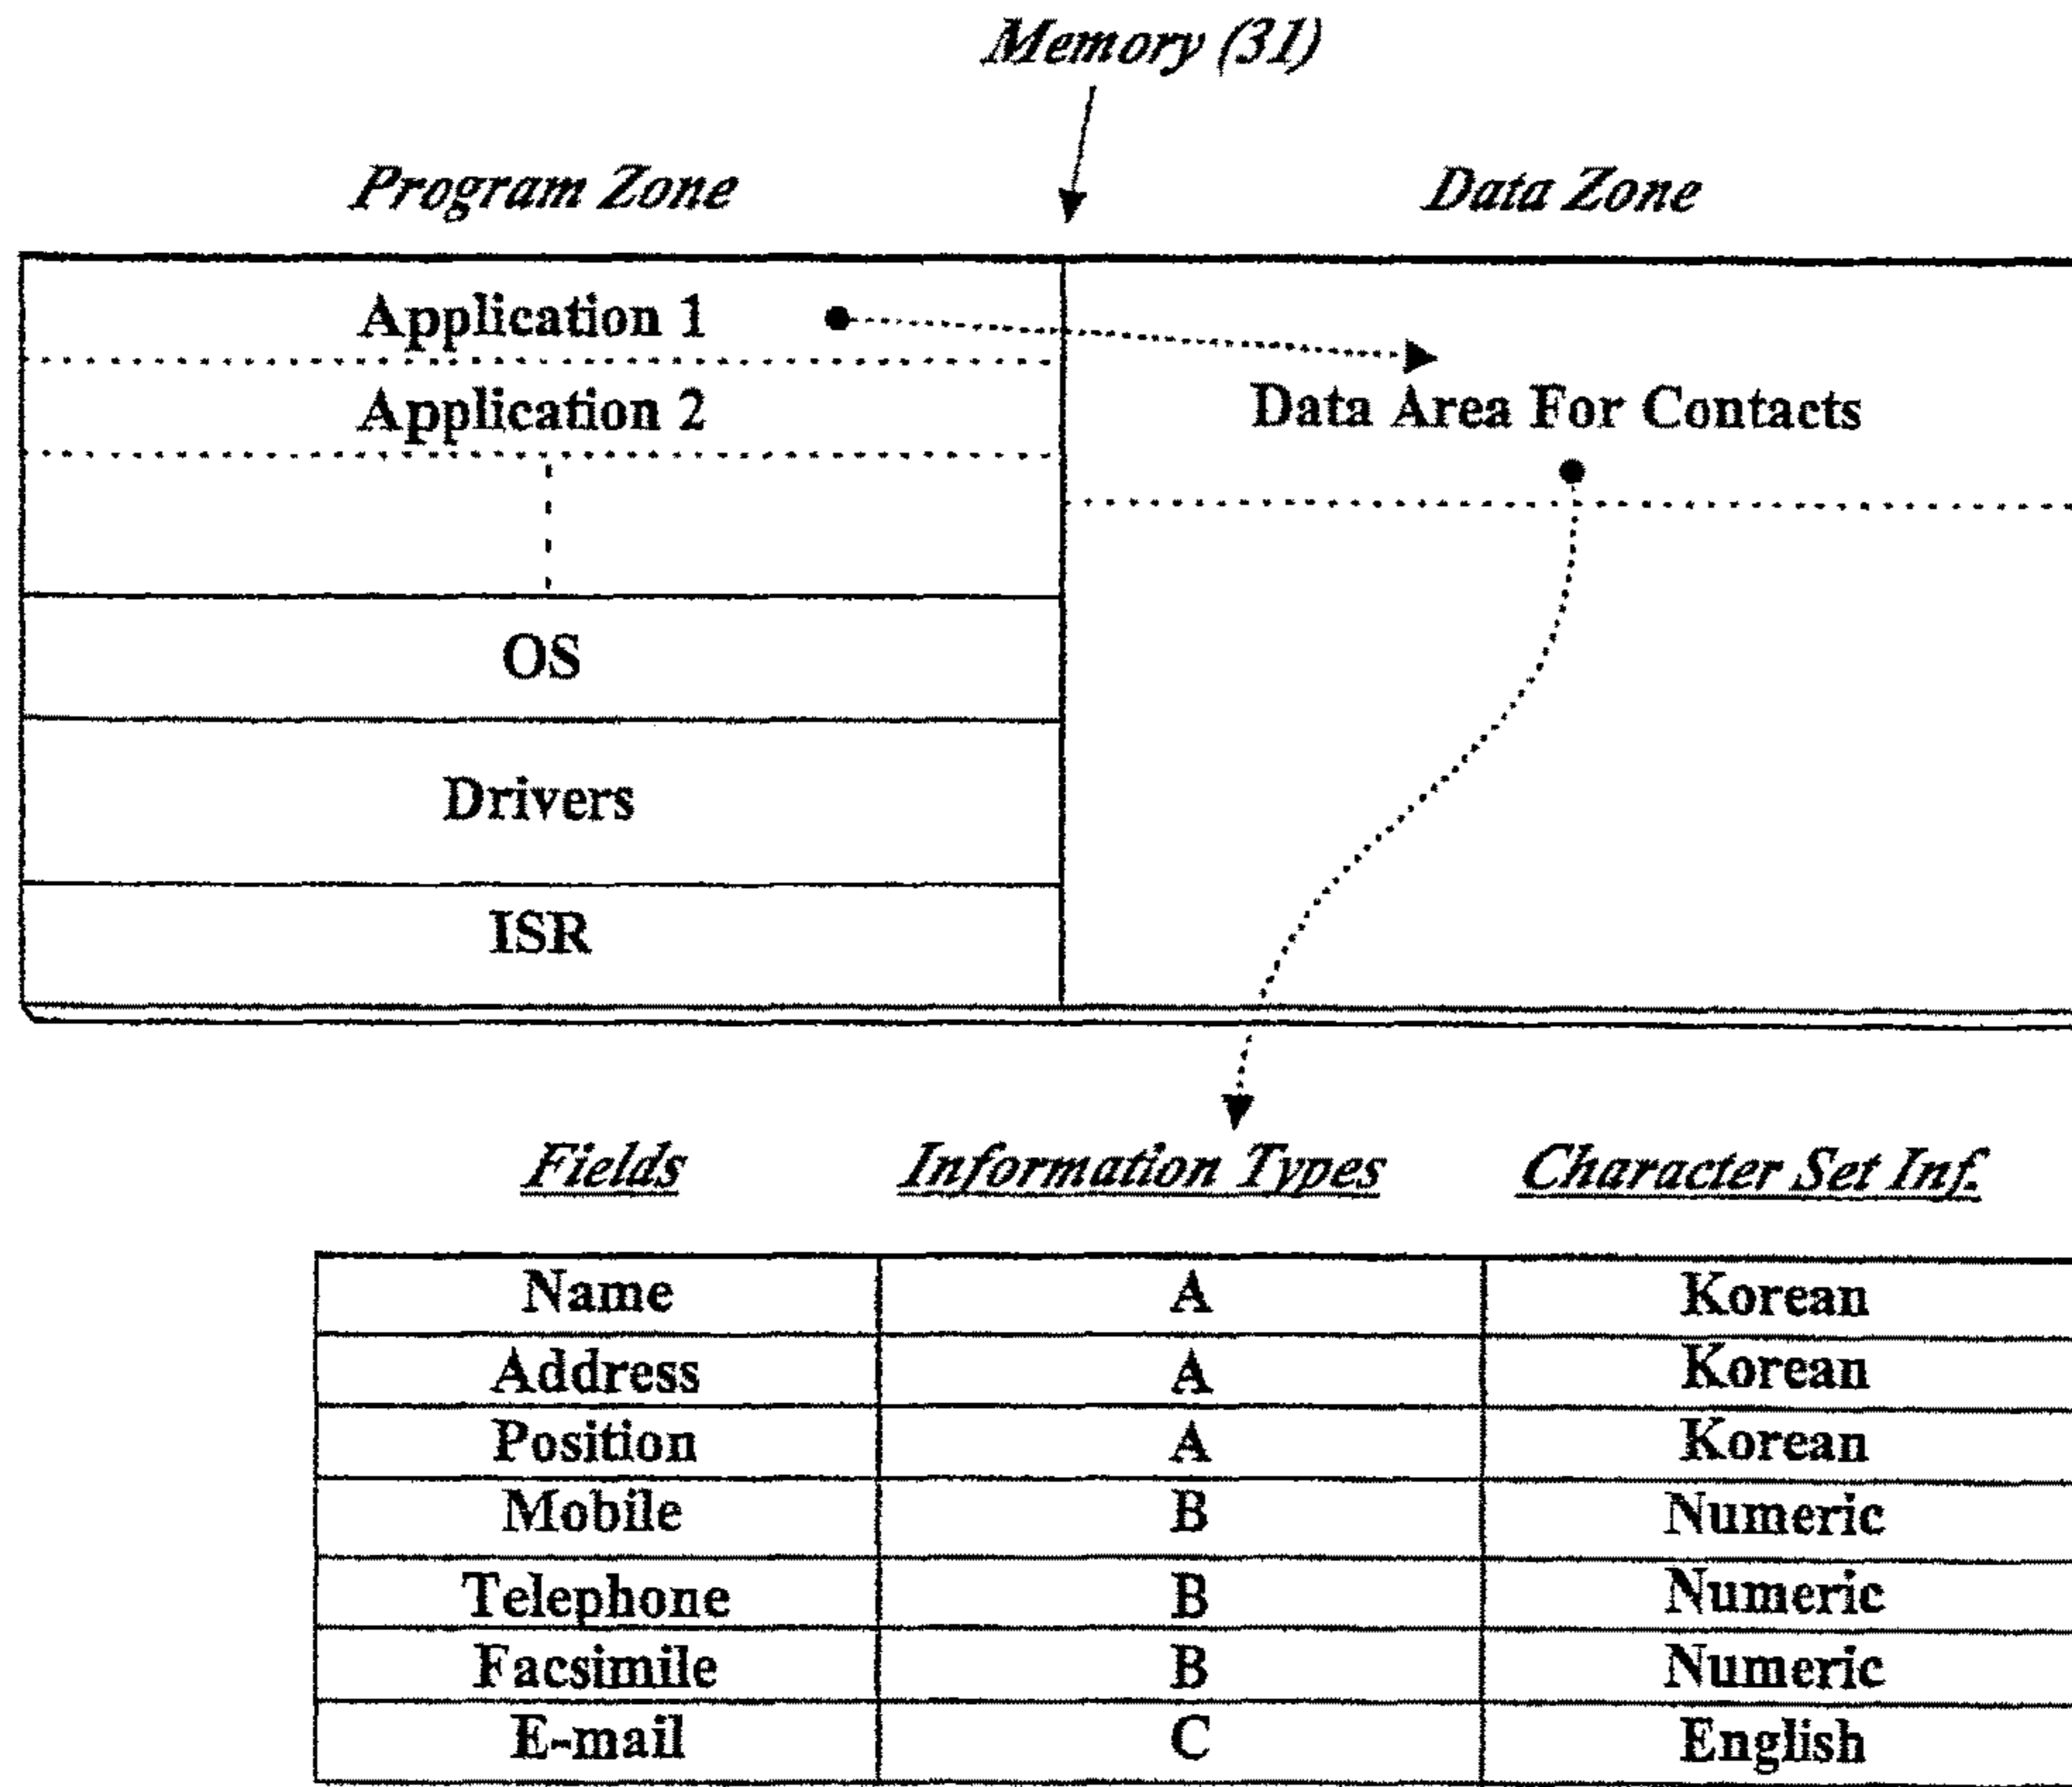 Memory (31)
Program Zone
Data Zone
Application 1
Application 2
Data Area For Contacts
OS
Drivers
ISR
Fields Information Types Character Set Inf.
Name A Korean
Address A Korean
Position A Korean
Mobile B Numeric
Telephone B Numeric
Facsimile B Numeric
E-mail C English